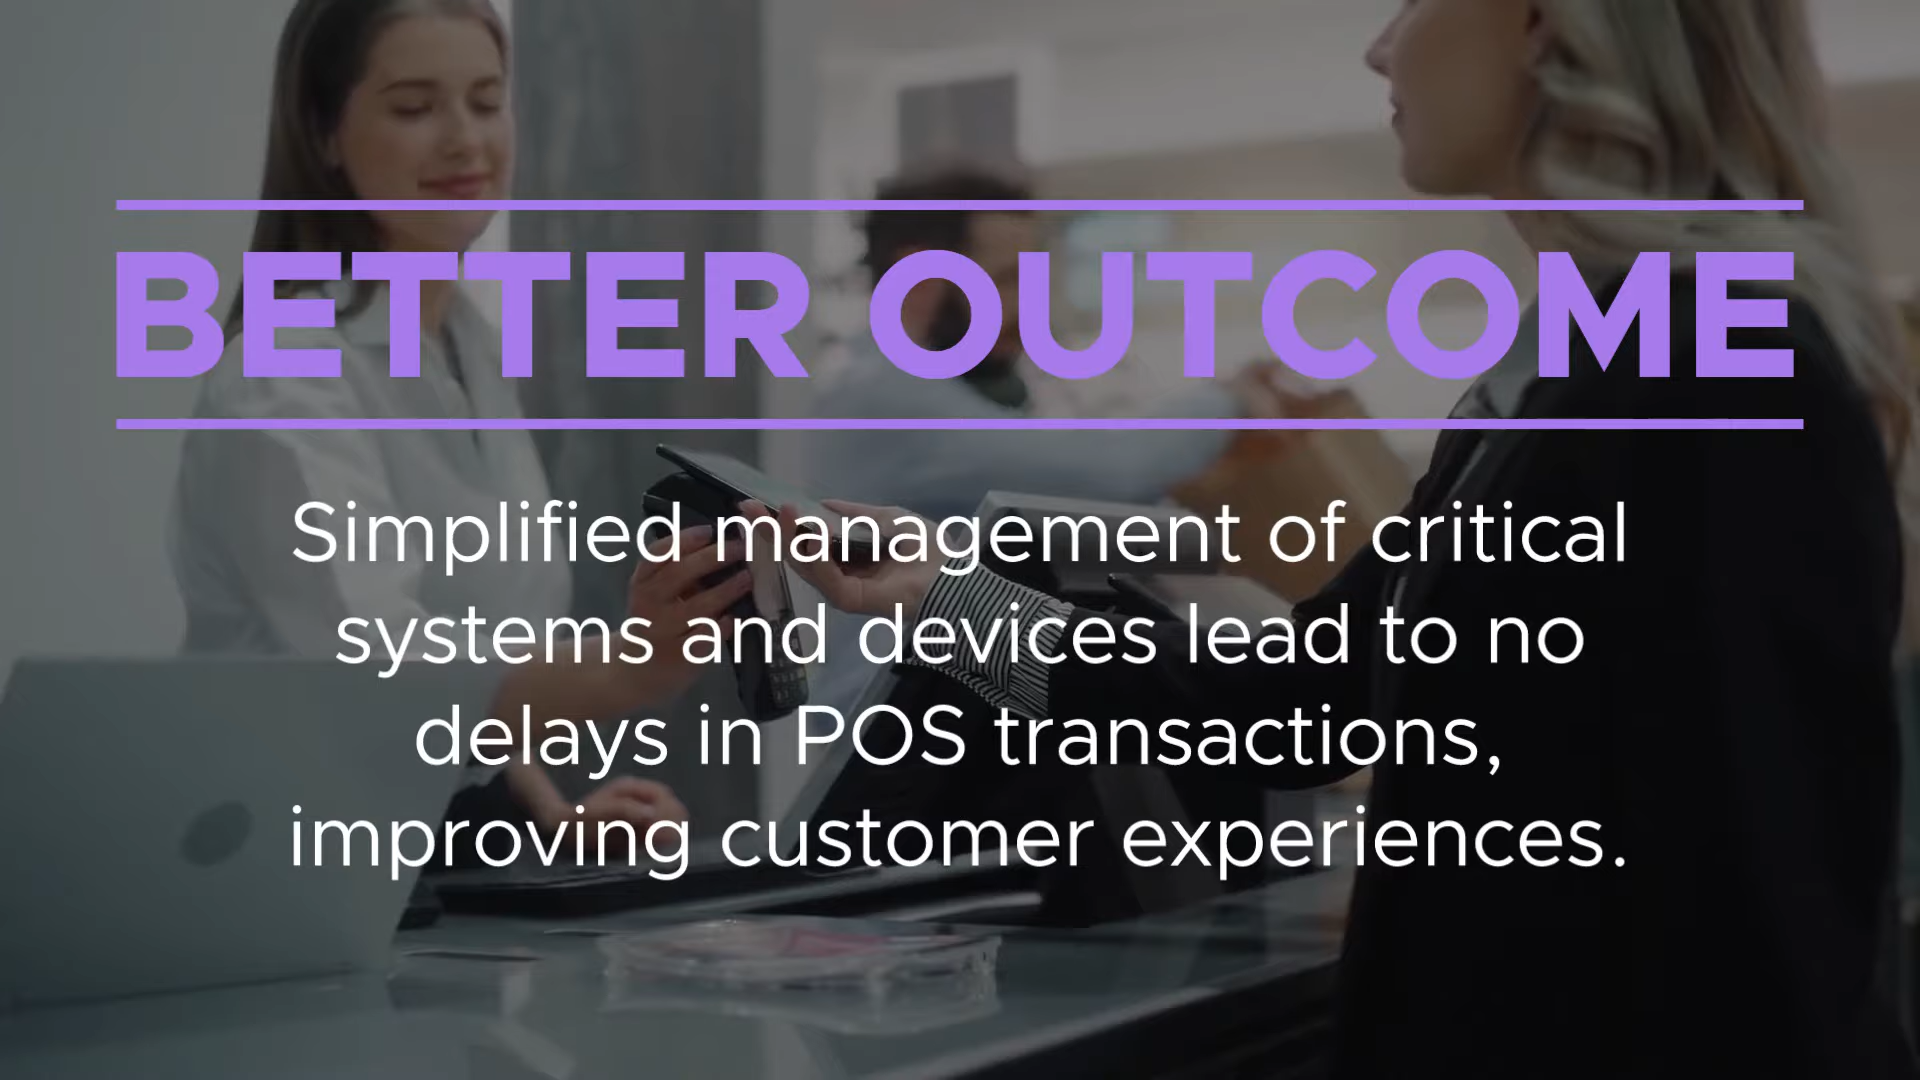 BETTER OUTCOME
Simplified management of critical
systems and devices lead to no
delays in POS transactions,
improving customer experiences.